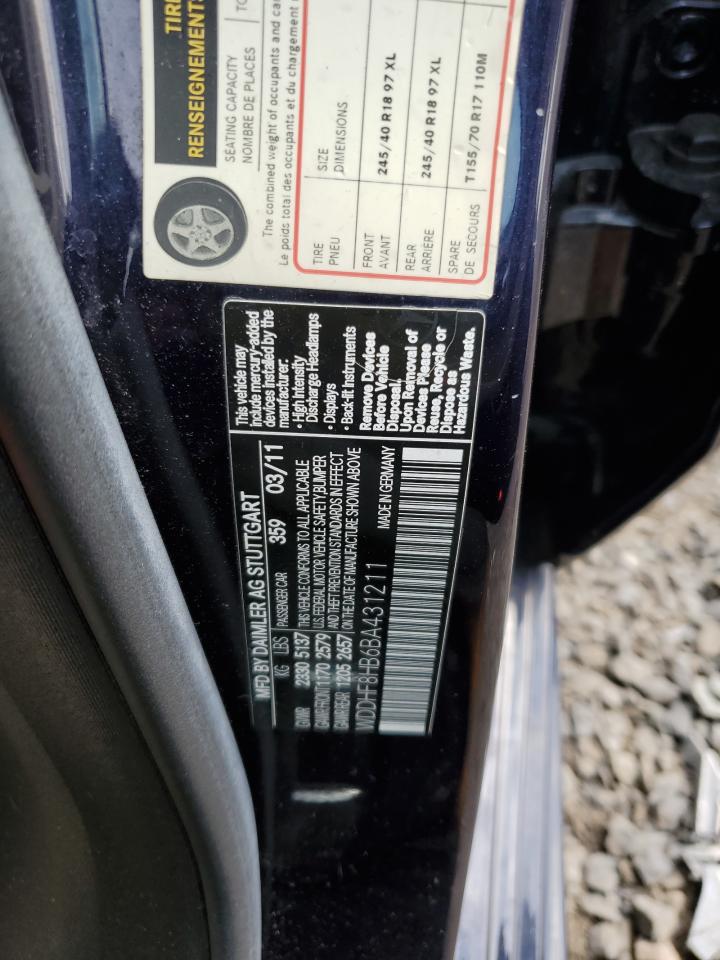 TIRE
RENSEIGNEMENTS
SEATING CAPACITY
NOMBRE DE PLACES
The combined weight of occupants and
Le poids total des occupants et du chargement
TIRE
PNEU
SIZE
DIMENSIONS
FRONT
AVANT
245/40 R18 97 XL
REAR
ARRIÈRE
245/40 R18 97 XL
SPARE
DE SECOURS
T155/70 R17 110M
MFD BY DAIMLER AG STUTTGART
KG LBS PASSENGER CAR 359 03/11
GVWR 2330 5137 THIS VEHICLE CONFORMS TO ALL APPLICABLE
GAWR FRONT 1170 2579 U.S. FEDERAL MOTOR VEHICLE SAFETY, BUMPER
AND THEFT PREVENTION STANDARDS IN EFFECT
GAWR REAR 1205 2657 ON THE DATE OF MANUFACTURE SHOWN ABOVE
WDDHF8HB6BA431211 MADE IN GERMANY
This vehicle may
include mercury-added
devices installed by the
manufacturer:
• High Intensity
Discharge Headlamps
• Displays
• Back-lit Instruments
Remove Devices
Before Vehicle
Disposal.
Upon Removal of
Devices Please
Reuse, Recycle or
Dispose as
Hazardous Waste.